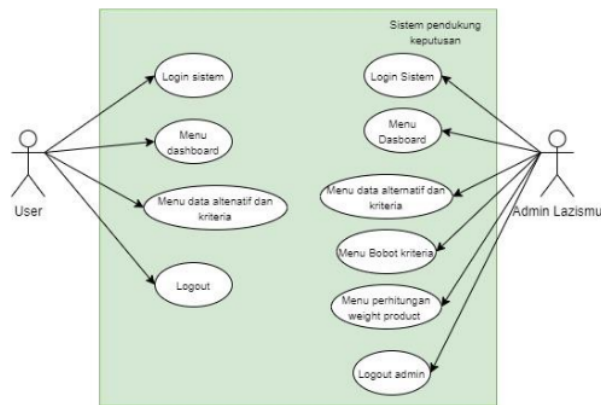 Sistem pendukung
keputusan
Login sistem
Menu
dashboard
Menu data altenatif dan
kriteria
Logout
User
Login Sistem
Menu
Dasboard
Menu data alternatif dan
kriteria
Menu Bobot kriteria
Menu perhitungan
weight product
Logout admin
Admin Lazismu